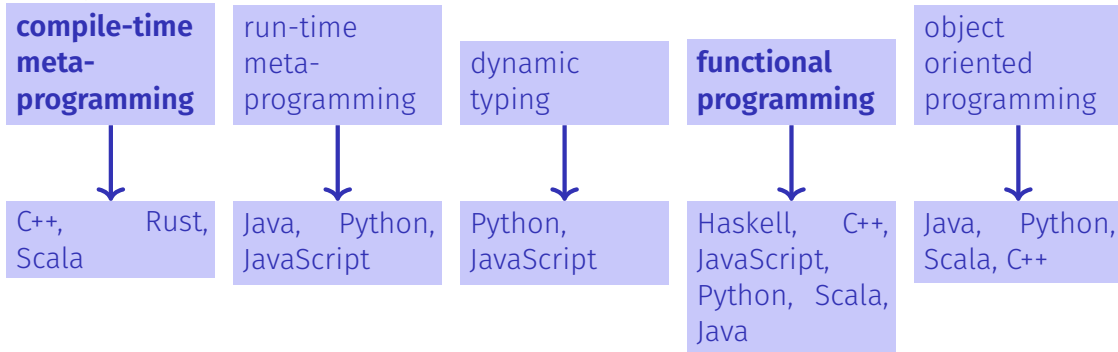 compile-time
meta-
programming
run-time
meta-
programming
dynamic
typing
functional
programming
object
oriented
programming
C++, Rust,
Scala
Java, Python,
JavaScript
Python,
JavaScript
Haskell, C++,
JavaScript,
Python, Scala,
Java
Java, Python,
Scala, C++